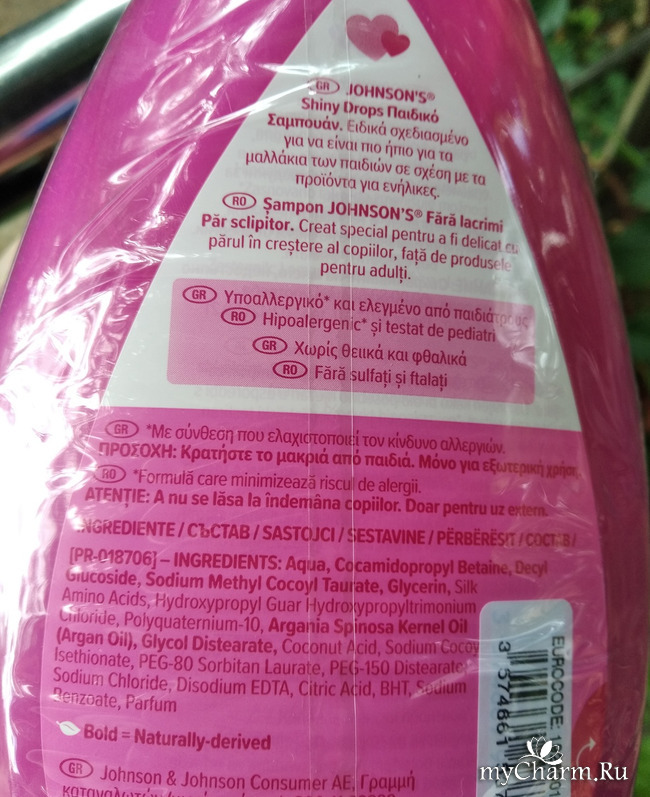 GR JOHNSON'S®
Shiny Drops Παιδικό
Σαμπουάν. Ειδικά σχεδιασμένο
για να είναι πιο ήπιο για τα
μαλλάκια των παιδιών σε σχέση με τα
προϊόντα για ενήλικες.
RO Șampon JOHNSON'S® Fără lacrimi
Păr sclipitor. Creat special pentru a fi delicat cu
părul în creștere al copiilor, față de produsele
pentru adulți.
GR Υποαλλεργικό* και ελεγμένο από παιδιάτρους
RO Hipoalergenic* și testat de pediatri
GR Χωρίς θειικά και φθαλικά
RO Fără sulfați și ftalați
GR *Με σύνθεση που ελαχιστοποιεί τον κίνδυνο αλλεργιών.
ΠΡΟΣΟΧΗ: Κρατήστε το μακριά από παιδιά. Μόνο για εξωτερική χρήση.
RO *Formulă care minimizează riscul de alergii.
ATENȚIE: A nu se lăsa la îndemâna copiilor. Doar pentru uz extern.
INGREDIENTE / СЪСТАВ / SASTOJCI / SESTAVINE / PËRBËRËSIT / СОСТАВ /
[PR-018706] – INGREDIENTS: Aqua, Cocamidopropyl Betaine, Decyl
Glucoside, Sodium Methyl Cocoyl Taurate, Glycerin, Silk
Amino Acids, Hydroxypropyl Guar Hydroxypropyltrimonium
Chloride, Polyquaternium-10, Argania Spinosa Kernel Oil
(Argan Oil), Glycol Distearate, Coconut Acid, Sodium Cocoyl
Isethionate, PEG-80 Sorbitan Laurate, PEG-150 Distearate
Sodium Chloride, Disodium EDTA, Citric Acid, BHT, Sodium
Benzoate, Parfum
Bold = Naturally-derived
GR Johnson & Johnson Consumer AE, Γραμμή
EUROCODE:
3 574661
myCharm.Ru